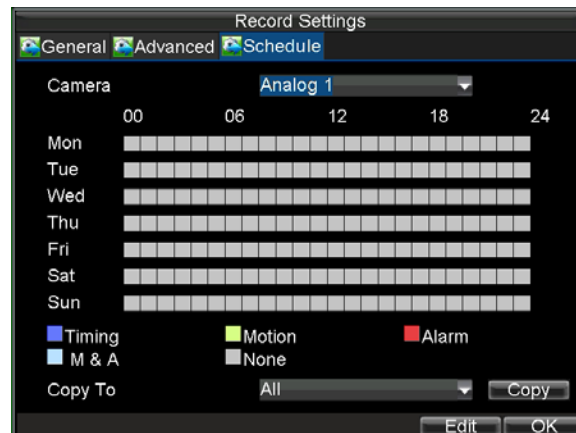 Record Settings
General Advanced Schedule
Camera Analog 1
00 06 12 18 24
Mon
Tue
Wed
Thu
Fri
Sat
Sun
Timing Motion Alarm
M & A None
Copy To All Copy
Edit OK